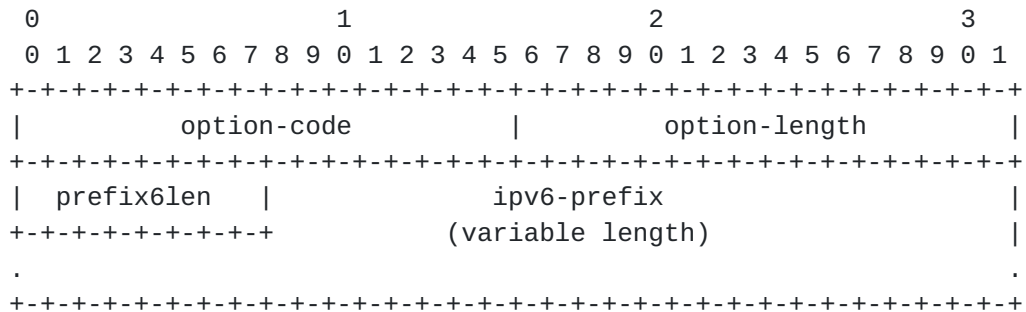 0                   1                   2                   3
 0 1 2 3 4 5 6 7 8 9 0 1 2 3 4 5 6 7 8 9 0 1 2 3 4 5 6 7 8 9 0 1
+-+-+-+-+-+-+-+-+-+-+-+-+-+-+-+-+-+-+-+-+-+-+-+-+-+-+-+-+-+-+-+-+
|          option-code          |         option-length         |
+-+-+-+-+-+-+-+-+-+-+-+-+-+-+-+-+-+-+-+-+-+-+-+-+-+-+-+-+-+-+-+-+
|  prefix6len   |              ipv6-prefix                      |
+-+-+-+-+-+-+-+-+           (variable length)                   |
.                                                               .
+-+-+-+-+-+-+-+-+-+-+-+-+-+-+-+-+-+-+-+-+-+-+-+-+-+-+-+-+-+-+-+-+